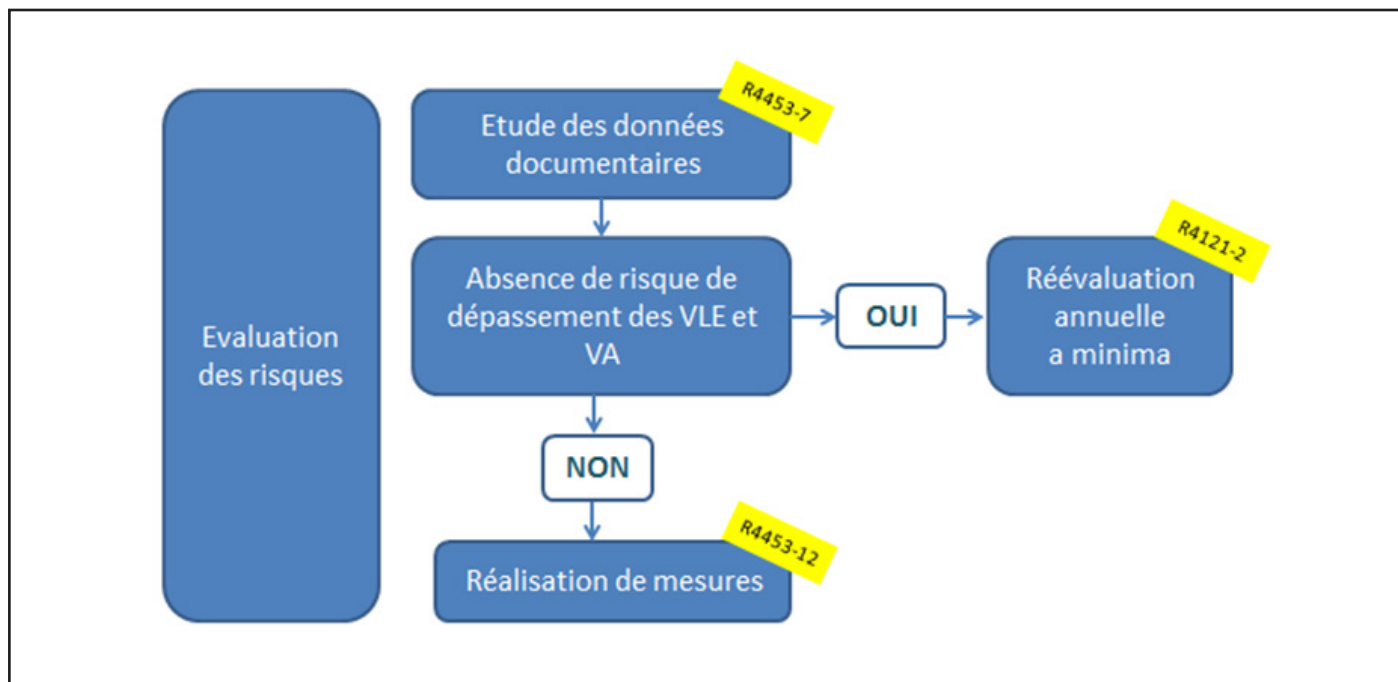 Evaluation
des risques
R4453-7
Etude des données
documentaires
Absence de risque de
dépassement des VLE et
VA
OUI
R4121-2
Réévaluation
annuelle
a minima
NON
R4453-12
Réalisation de mesures